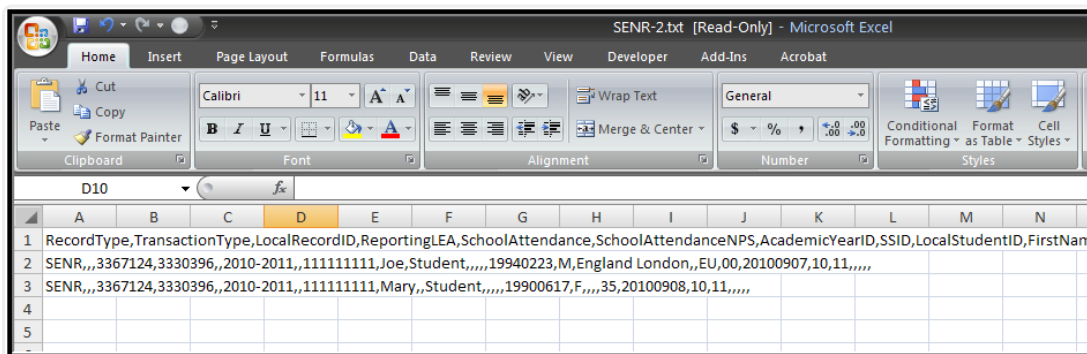 SENR-2.txt [Read-Only] - Microsoft Excel
Home Insert Page Layout Formulas Data Review View Developer Add-Ins Acrobat
Cut
Copy
Format Painter
Paste
Calibri 11 A A
Wrap Text
General
B I U A
Merge & Center
$ % , .0 .00 .00 .0
Conditional Formatting
Format as Table
Cell Styles
Clipboard Font Alignment Number Styles
D10 fx
A B C D E F G H I J K L M N
1 RecordType,TransactionType,LocalRecordID,ReportingLEA,SchoolAttendance,SchoolAttendanceNPS,AcademicYearID,SSID,LocalStudentID,FirstNam
2 SENR,,,3367124,3330396,,2010-2011,,111111111,Joe,Student,,,,,19940223,M,England London,,EU,00,20100907,10,11,,,,,
3 SENR,,,3367124,3330396,,2010-2011,,111111111,Mary,,Student,,,,,19900617,F,,,,35,20100908,10,11,,,,,
4
5